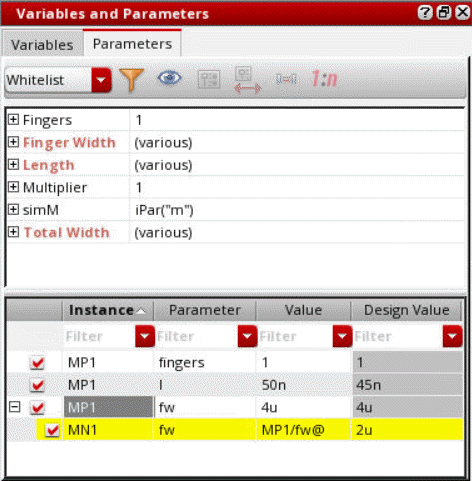 Variables and Parameters
Variables Parameters
Whitelist 1:n
Fingers 1
Finger Width (various)
Length (various)
Multiplier 1
simM iPar("m")
Total Width (various)
Instance Parameter Value Design Value
Filter Filter Filter Filter
MP1 fingers 1 1
MP1 l 50n 45n
MP1 fw 4u 4u
MN1 fw MP1/fw@ 2u